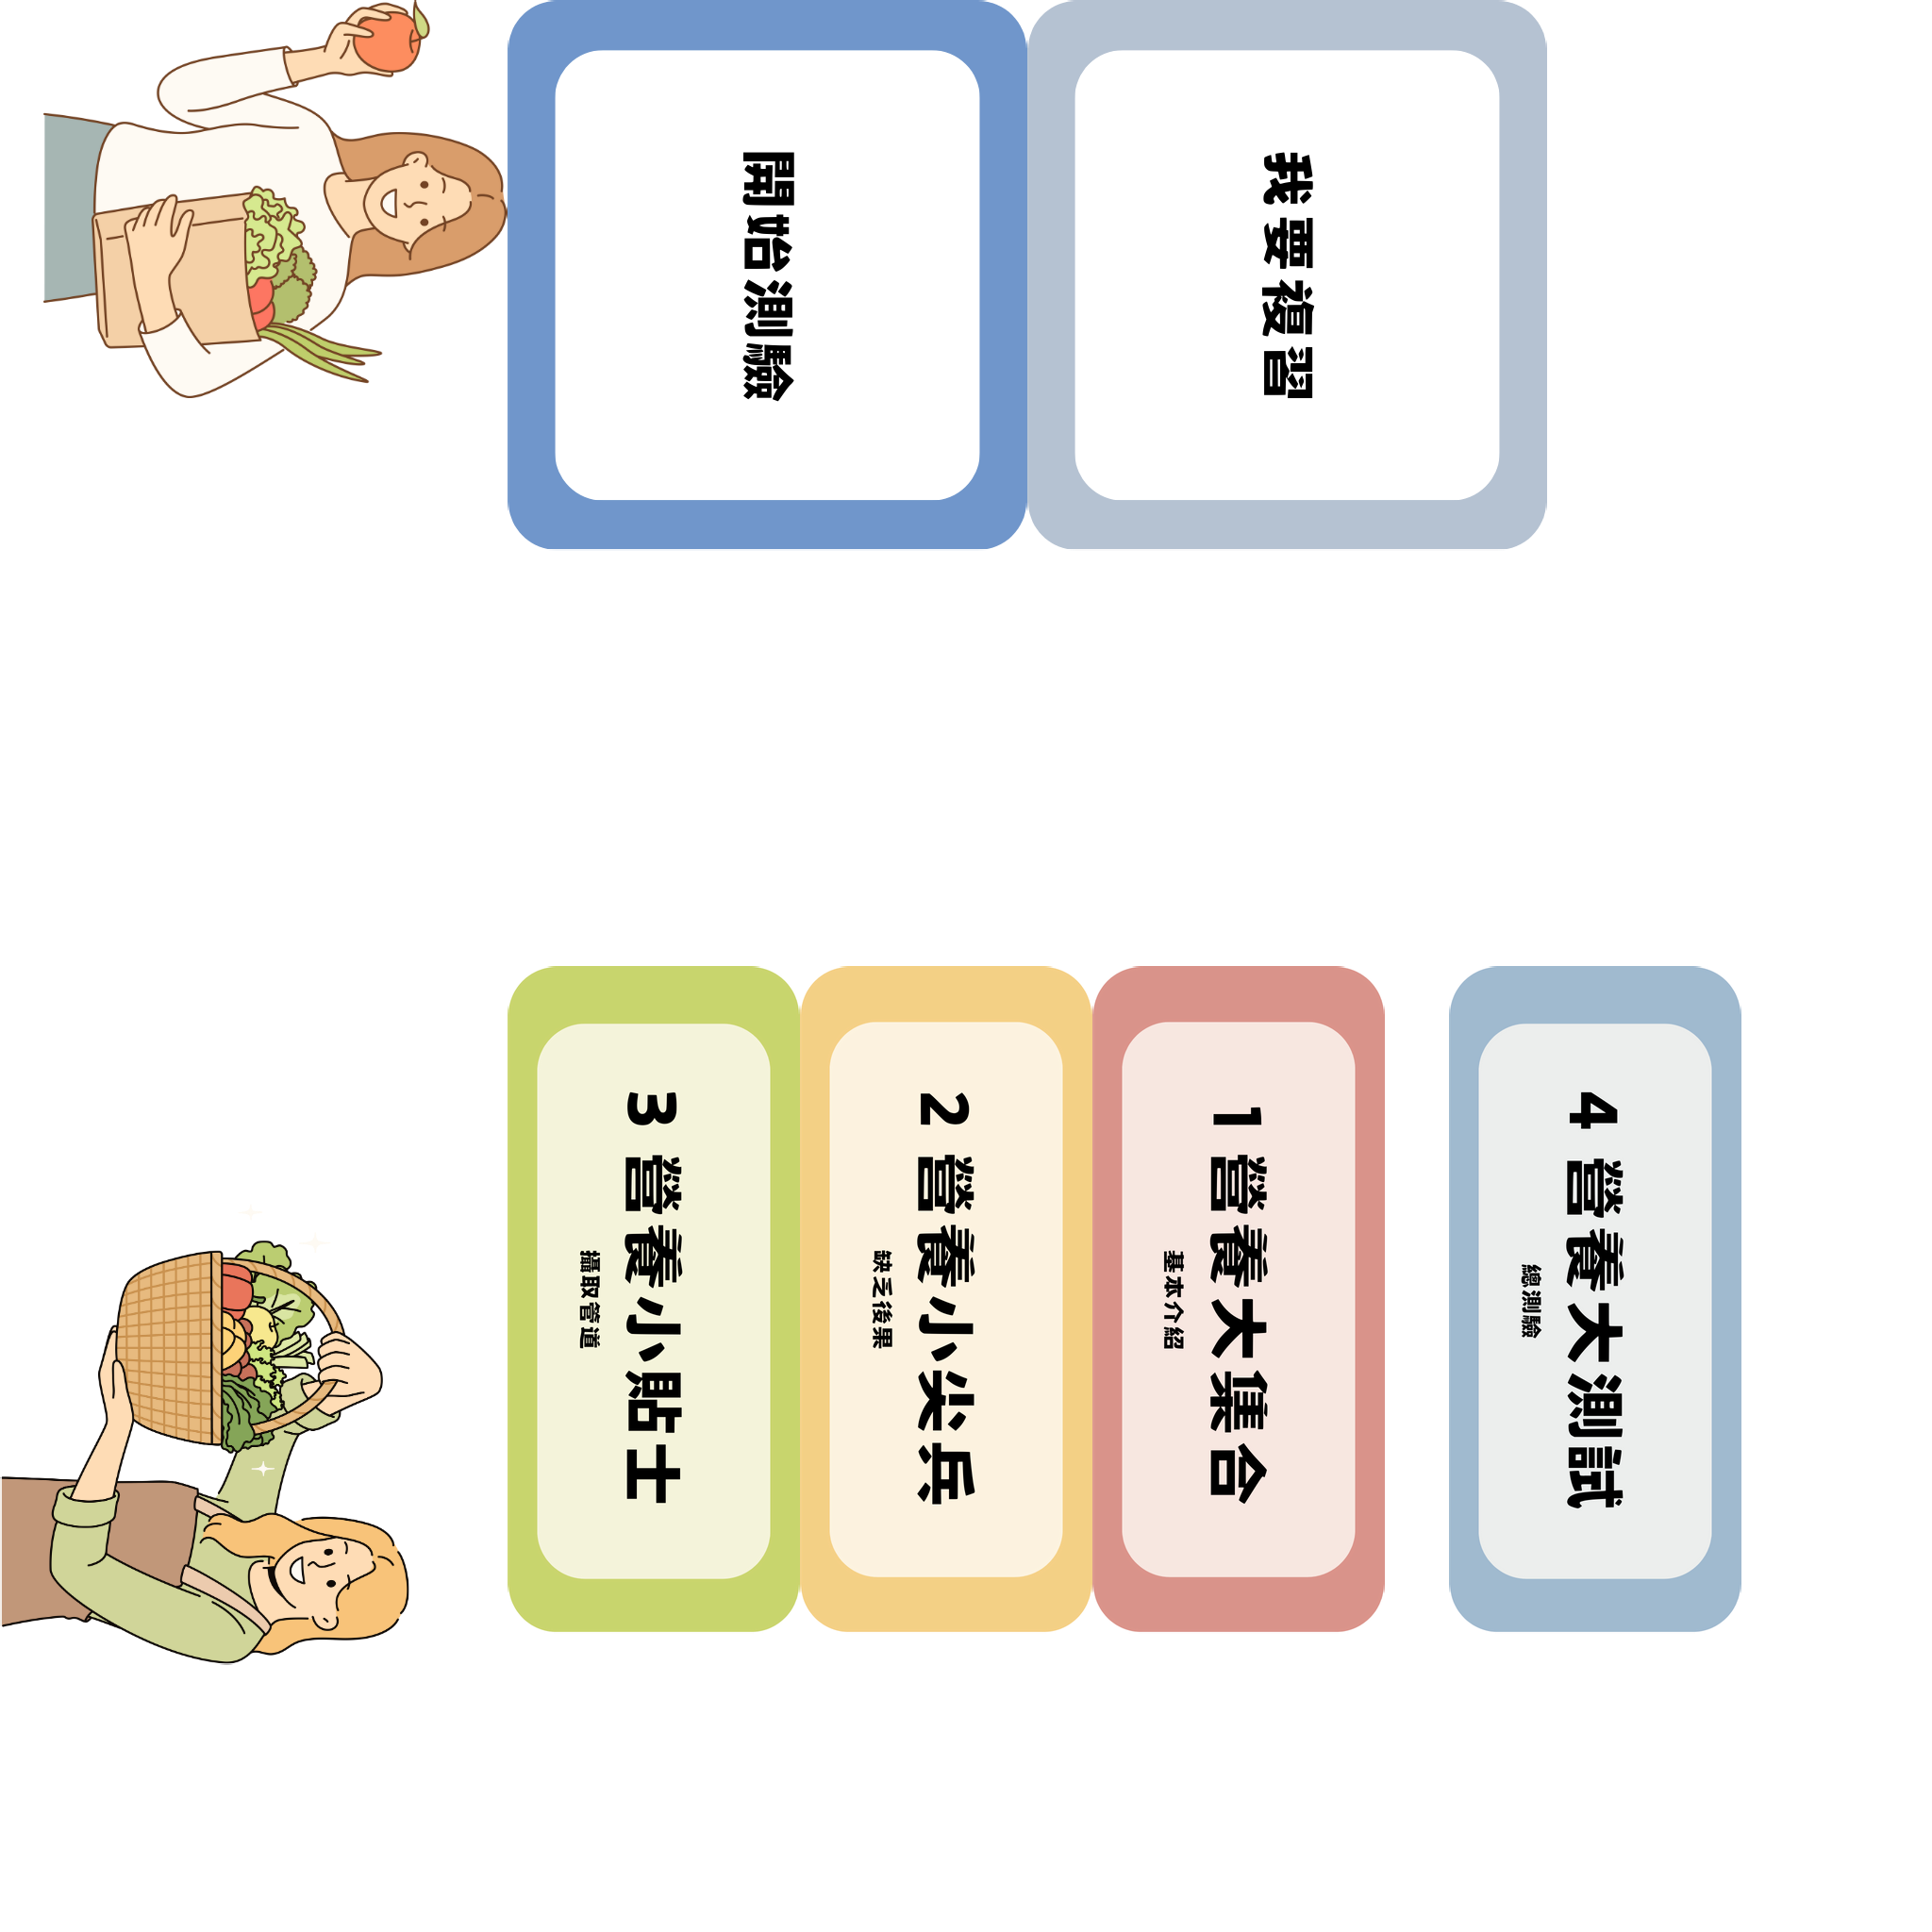 我要複習
開始測驗
4 營養大測試
總測驗
1 營養大集合
基本介紹
2 營養小尖兵
缺乏後果
3 營養小貼士
攝取管道